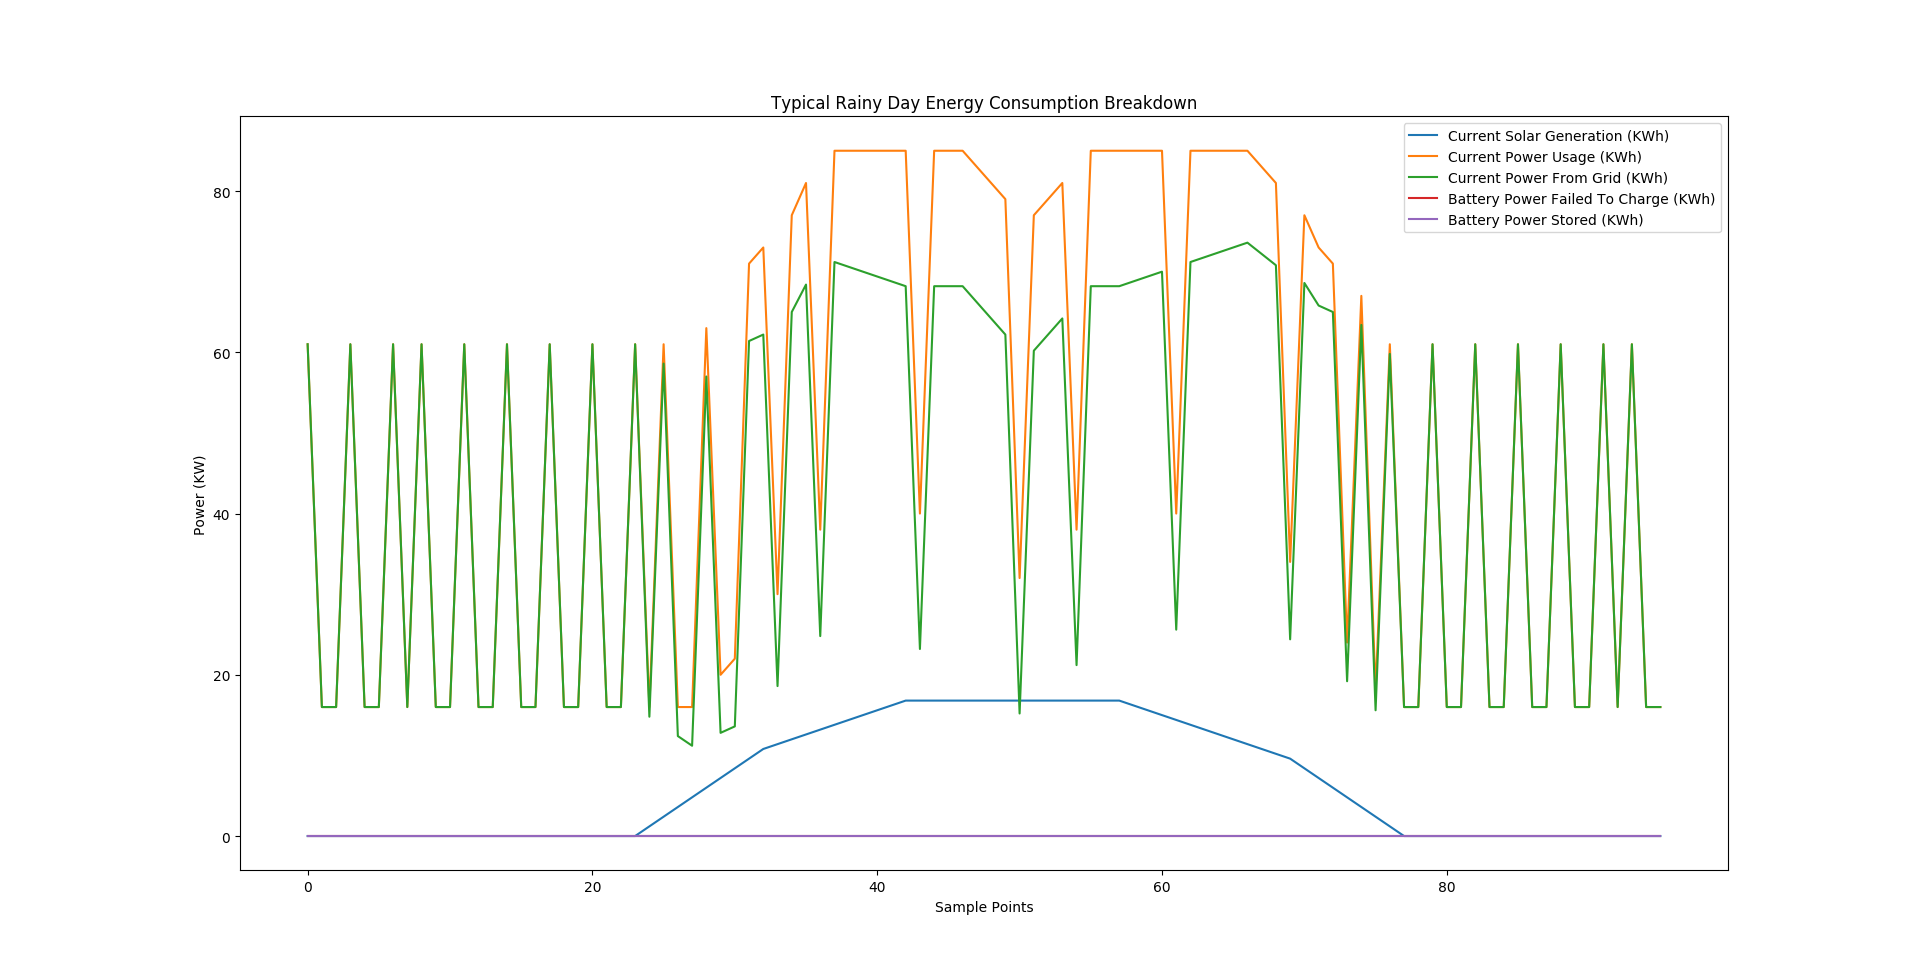 Typical Rainy Day Energy Consumption Breakdown
Current Solar Generation (KWh)
Current Power Usage (KWh)
Current Power From Grid (KWh)
Battery Power Failed To Charge (KWh)
Battery Power Stored (KWh)
80
60
40
20
0
Power (KW)
0 20 40 60 80
Sample Points